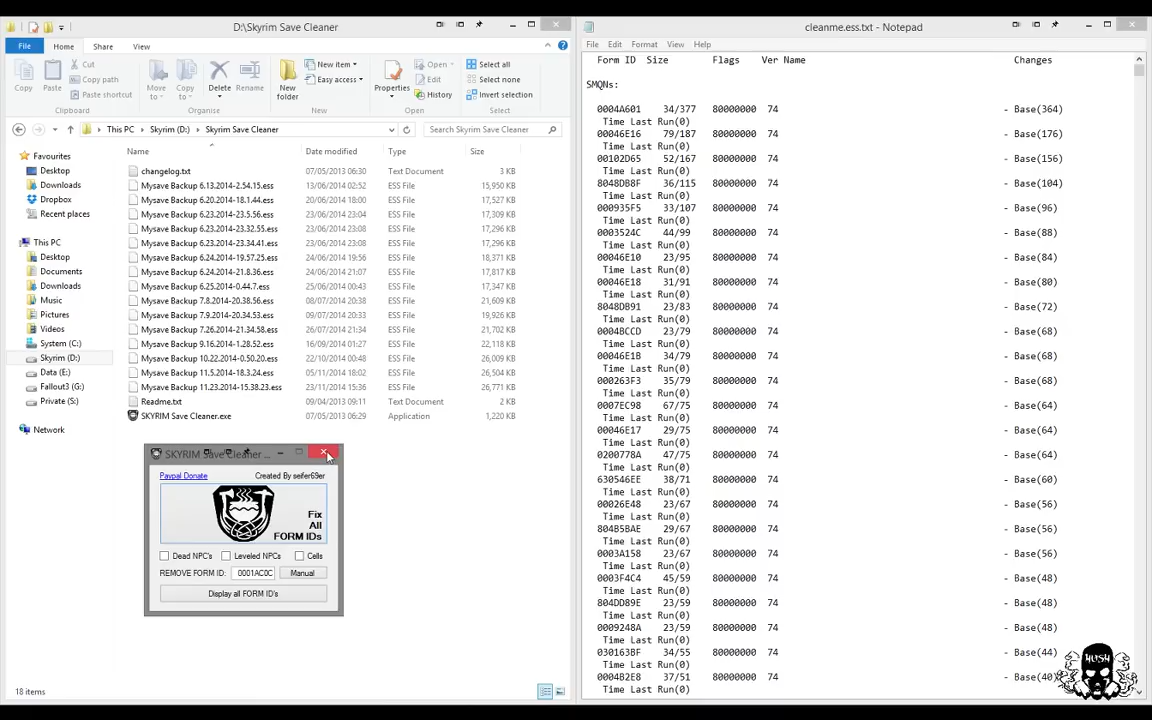 D:\Skyrim Save Cleaner
File Home Share View
Copy
Paste
Cut
Copy path
Paste shortcut
Clipboard
Move to
Copy to
Delete
Rename
Organise
New folder
New item
Easy access
New
Properties
Open
Edit
History
Open
Select all
Select none
Invert selection
Select
This PC Skyrim (D:) Skyrim Save Cleaner
Search Skyrim Save Cleaner
Favourites
Desktop
Downloads
Dropbox
Recent places
This PC
Desktop
Documents
Downloads
Music
Pictures
Videos
System (C:)
Skyrim (D:)
Data (E:)
Fallout3 (G:)
Private (S:)
Network
Name Date modified Type Size
changelog.txt 07/05/2013 06:30 Text Document 3 KB
Mysave Backup 6.13.2014-2.54.15.ess 13/06/2014 02:52 ESS File 15,950 KB
Mysave Backup 6.20.2014-18.1.44.ess 20/06/2014 18:00 ESS File 17,527 KB
Mysave Backup 6.23.2014-23.5.56.ess 23/06/2014 23:04 ESS File 17,309 KB
Mysave Backup 6.23.2014-23.32.55.ess 23/06/2014 23:08 ESS File 17,296 KB
Mysave Backup 6.23.2014-23.34.41.ess 23/06/2014 23:08 ESS File 17,296 KB
Mysave Backup 6.24.2014-19.57.25.ess 24/06/2014 19:56 ESS File 18,371 KB
Mysave Backup 6.24.2014-21.8.36.ess 24/06/2014 21:07 ESS File 17,817 KB
Mysave Backup 6.25.2014-0.44.7.ess 25/06/2014 00:43 ESS File 17,347 KB
Mysave Backup 7.8.2014-20.38.56.ess 08/07/2014 20:38 ESS File 21,609 KB
Mysave Backup 7.9.2014-20.34.53.ess 09/07/2014 20:33 ESS File 19,926 KB
Mysave Backup 7.26.2014-21.34.58.ess 26/07/2014 21:34 ESS File 21,702 KB
Mysave Backup 9.16.2014-1.28.52.ess 16/09/2014 01:27 ESS File 22,118 KB
Mysave Backup 10.22.2014-0.50.20.ess 22/10/2014 00:48 ESS File 26,009 KB
Mysave Backup 11.5.2014-18.3.24.ess 05/11/2014 18:02 ESS File 26,504 KB
Mysave Backup 11.23.2014-15.38.23.ess 23/11/2014 15:36 ESS File 26,771 KB
Readme.txt 09/04/2013 09:11 Text Document 2 KB
SKYRIM Save Cleaner.exe 07/05/2013 06:29 Application 1,220 KB
SKYRIM Save Cleaner ...
Paypal Donate Created By seifer69er
Fix
All
FORM IDs
Dead NPC's Leveled NPCs Cells
REMOVE FORM ID: 0001AC0C Manual
Display all FORM ID's
18 items
cleanme.ess.txt - Notepad
File Edit Format View Help
Form ID Size Flags Ver Name Changes
SMQNs:
0004A601 34/377 80000000 74 - Base(364)
Time Last Run(0)
00046E16 79/187 80000000 74 - Base(176)
Time Last Run(0)
00102D65 52/167 80000000 74 - Base(156)
Time Last Run(0)
8048DB8F 36/115 80000000 74 - Base(104)
Time Last Run(0)
000935F5 33/107 80000000 74 - Base(96)
Time Last Run(0)
0003524C 44/99 80000000 74 - Base(88)
Time Last Run(0)
00046E10 23/95 80000000 74 - Base(84)
Time Last Run(0)
00046E18 31/91 80000000 74 - Base(80)
Time Last Run(0)
8048DB91 23/83 80000000 74 - Base(72)
Time Last Run(0)
0004BCCD 23/79 80000000 74 - Base(68)
Time Last Run(0)
00046E1B 34/79 80000000 74 - Base(68)
Time Last Run(0)
000263F3 35/79 80000000 74 - Base(68)
Time Last Run(0)
0007EC98 67/75 80000000 74 - Base(64)
Time Last Run(0)
00046E17 29/75 80000000 74 - Base(64)
Time Last Run(0)
0200778A 47/75 80000000 74 - Base(64)
Time Last Run(0)
630546EE 38/71 80000000 74 - Base(60)
Time Last Run(0)
00026E48 23/67 80000000 74 - Base(56)
Time Last Run(0)
804B5BAE 29/67 80000000 74 - Base(56)
Time Last Run(0)
0003A158 23/67 80000000 74 - Base(56)
Time Last Run(0)
0003F4C4 45/59 80000000 74 - Base(48)
Time Last Run(0)
804DD89E 23/59 80000000 74 - Base(48)
Time Last Run(0)
0009248A 23/59 80000000 74 - Base(48)
Time Last Run(0)
030163BF 34/55 80000000 74 - Base(44)
Time Last Run(0)
0004B2E8 37/51 80000000 74 - Base(40)
Time Last Run(0)